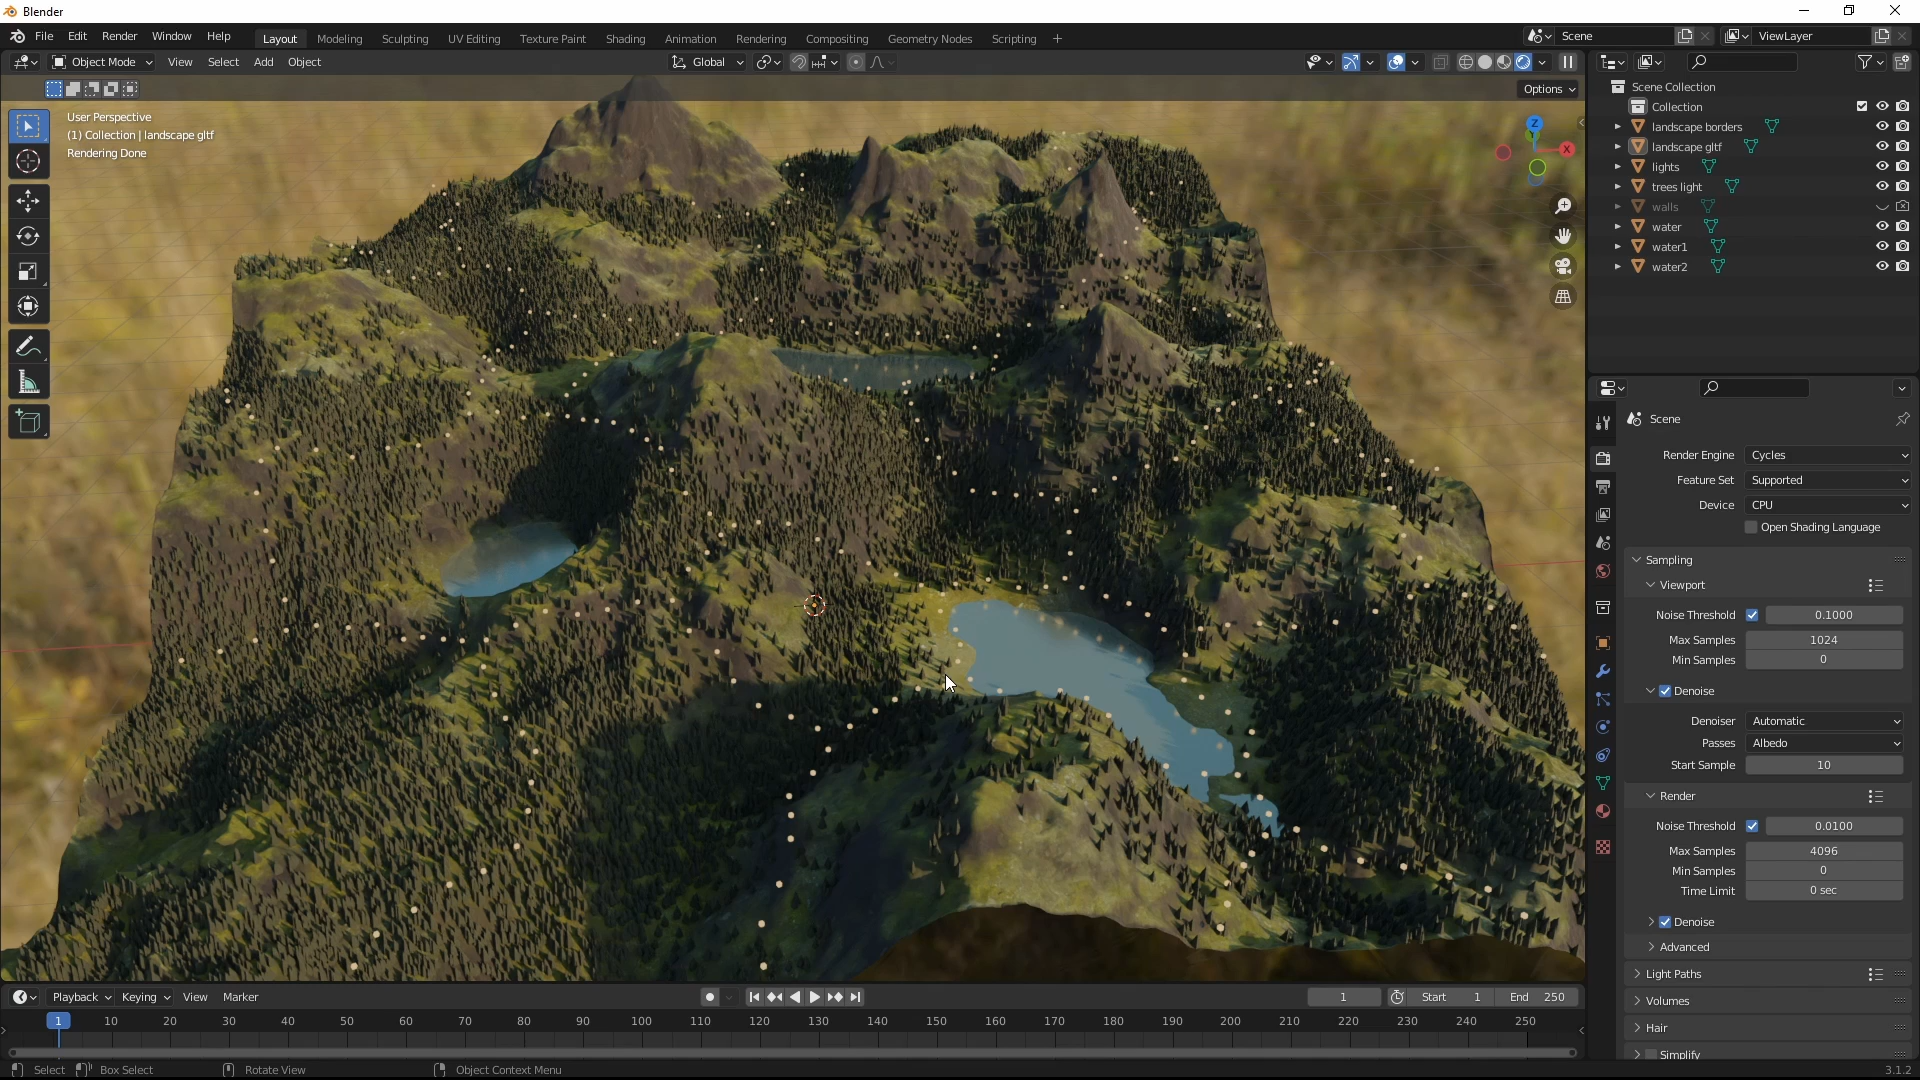 Blender
File Edit Render Window Help
Layout Modeling Sculpting UV Editing Texture Paint Shading Animation Rendering Compositing Geometry Nodes Scripting +
Scene ViewLayer
Object Mode View Select Add Object Global
Options
User Perspective
(1) Collection | landscape gltf
Rendering Done
Z
X
Scene Collection
Collection
landscape borders
landscape gltf
lights
trees light
walls
water
water1
water2
Scene
Render Engine Cycles
Feature Set Supported
Device CPU
Open Shading Language
Sampling
Viewport
Noise Threshold 0.1000
Max Samples 1024
Min Samples 0
Denoise
Denoiser Automatic
Passes Albedo
Start Sample 10
Render
Noise Threshold 0.0100
Max Samples 4096
Min Samples 0
Time Limit 0 sec
Denoise
Advanced
Light Paths
Volumes
Hair
Simplify
Playback Keying View Marker 1 Start 1 End 250
1 10 20 30 40 50 60 70 80 90 100 110 120 130 140 150 160 170 180 190 200 210 220 230 240 250
Select Box Select Rotate View Object Context Menu 3.1.2